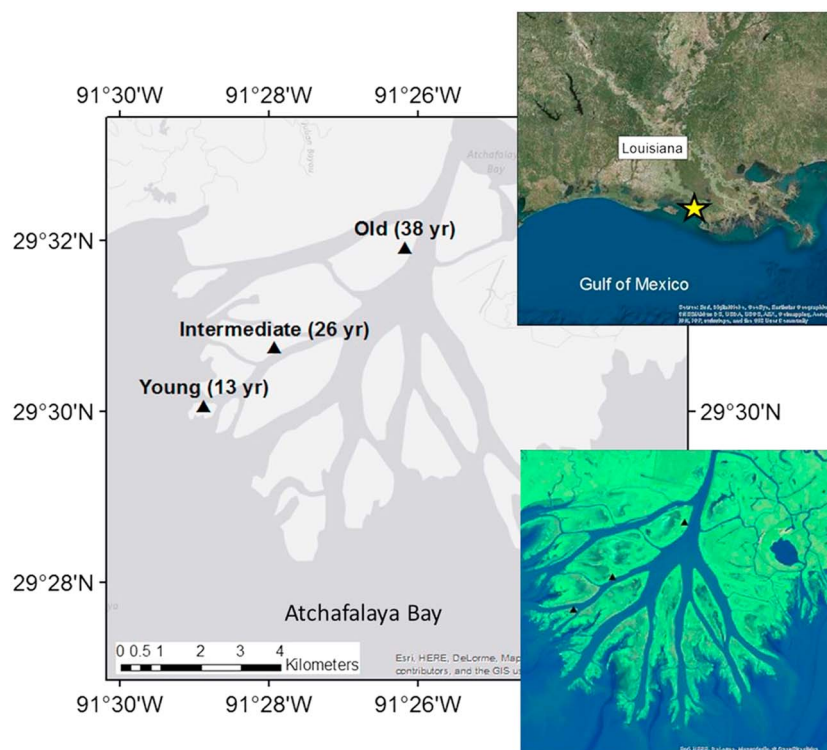 91°30'W 91°28'W 91°26'W
Louisiana
Gulf of Mexico
Atchafalaya
Bay
Old (38 yr)
29°32'N
Intermediate (26 yr)
Young (13 yr)
29°30'N
29°30'N
29°28'N
Atchafalaya Bay
0 0.5 1 2 3 4
Kilometers
Esri, HERE, DeLorme, Map
contributors, and the GIS
91°30'W 91°28'W 91°26'W